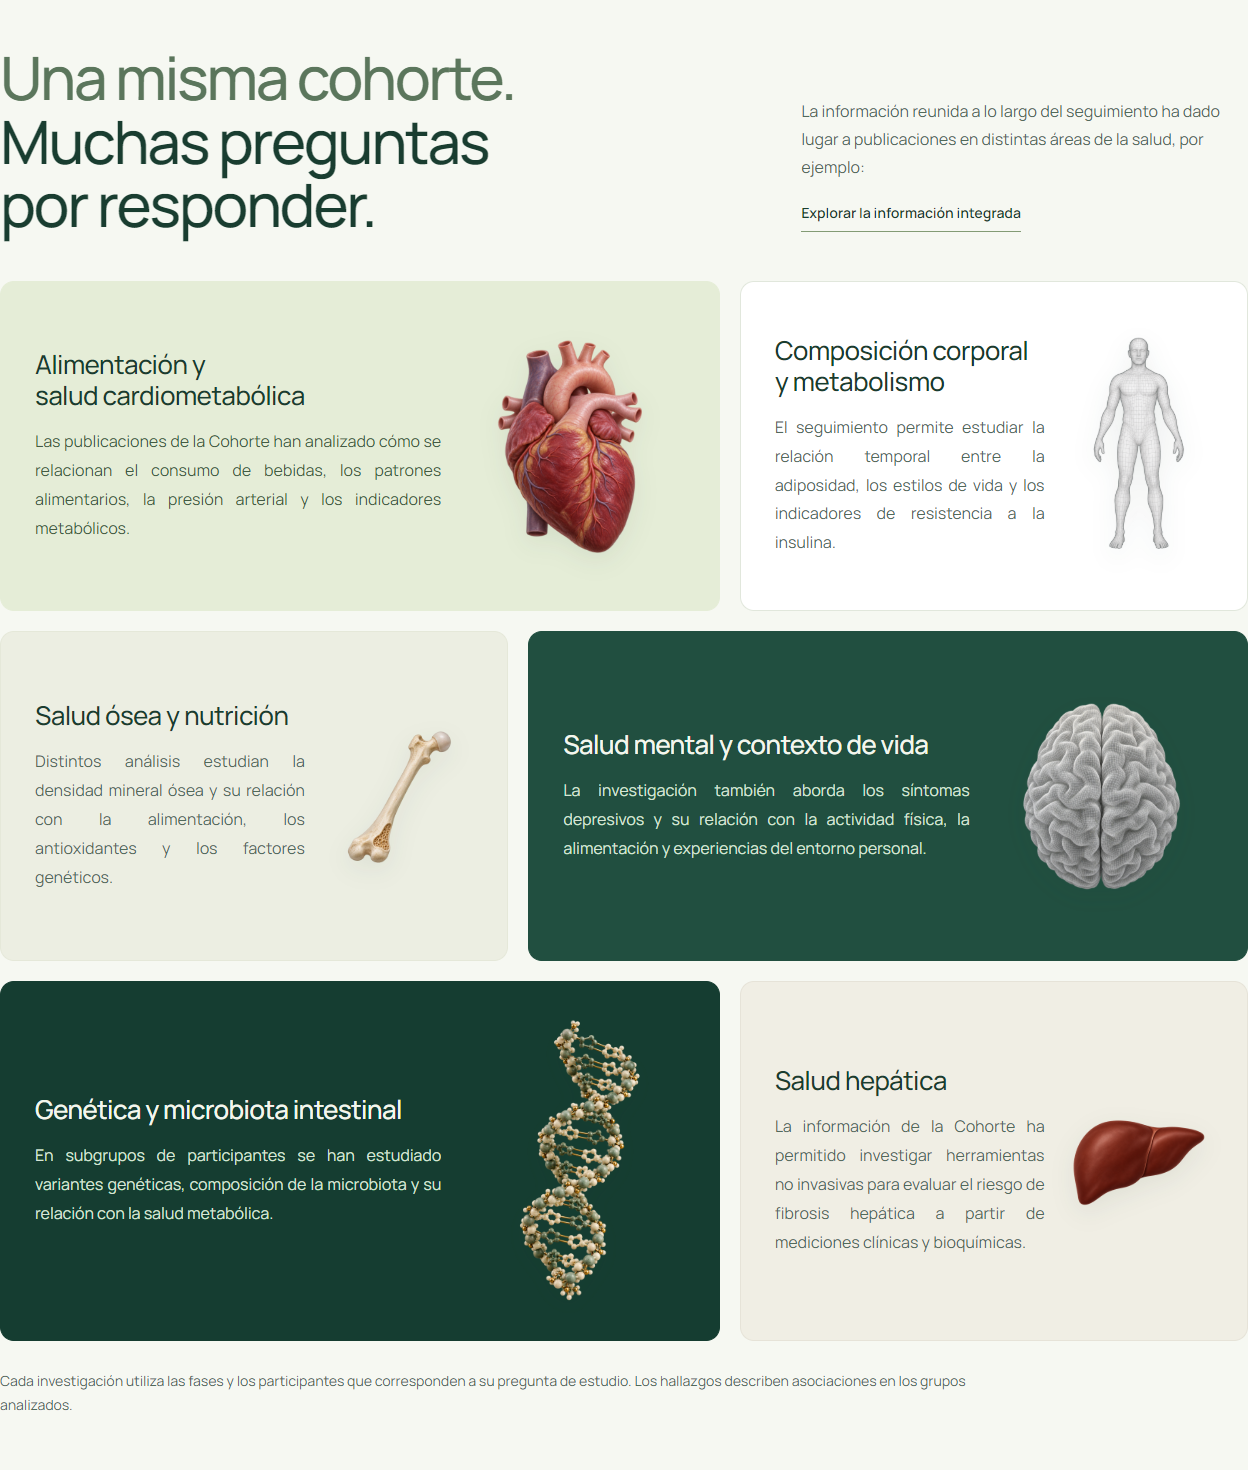 Una misma cohorte.
Muchas preguntas
por responder.
La información reunida a lo largo del seguimiento ha dado
lugar a publicaciones en distintas áreas de la salud, por
ejemplo:
Explorar la información integrada
Alimentación y
salud cardiometabólica
Las publicaciones de la Cohorte han analizado cómo se
relacionan el consumo de bebidas, los patrones
alimentarios, la presión arterial y los indicadores
metabólicos.
Composición corporal
y metabolismo
El seguimiento permite estudiar la
relación temporal entre la
adiposidad, los estilos de vida y los
indicadores de resistencia a la
insulina.
Salud ósea y nutrición
Distintos análisis estudian la
densidad mineral ósea y su relación
con la alimentación, los
antioxidantes y los factores
genéticos.
Salud mental y contexto de vida
La investigación también aborda los síntomas
depresivos y su relación con la actividad física, la
alimentación y experiencias del entorno personal.
Genética y microbiota intestinal
En subgrupos de participantes se han estudiado
variantes genéticas, composición de la microbiota y su
relación con la salud metabólica.
Salud hepática
La información de la Cohorte ha
permitido investigar herramientas
no invasivas para evaluar el riesgo de
fibrosis hepática a partir de
mediciones clínicas y bioquímicas.
Cada investigación utiliza las fases y los participantes que corresponden a su pregunta de estudio. Los hallazgos describen asociaciones en los grupos
analizados.